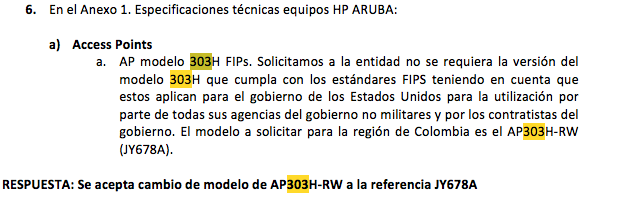 6. En el Anexo 1. Especificaciones técnicas equipos HP ARUBA:
a) Access Points
a. AP modelo 303H FIPs. Solicitamos a la entidad no se requiera la versión del
modelo 303H que cumpla con los estándares FIPS teniendo en cuenta que
estos aplican para el gobierno de los Estados Unidos para la utilización por
parte de todas sus agencias del gobierno no militares y por los contratistas del
gobierno. El modelo a solicitar para la región de Colombia es el AP303H-RW
(JY678A).
RESPUESTA: Se acepta cambio de modelo de AP303H-RW a la referencia JY678A